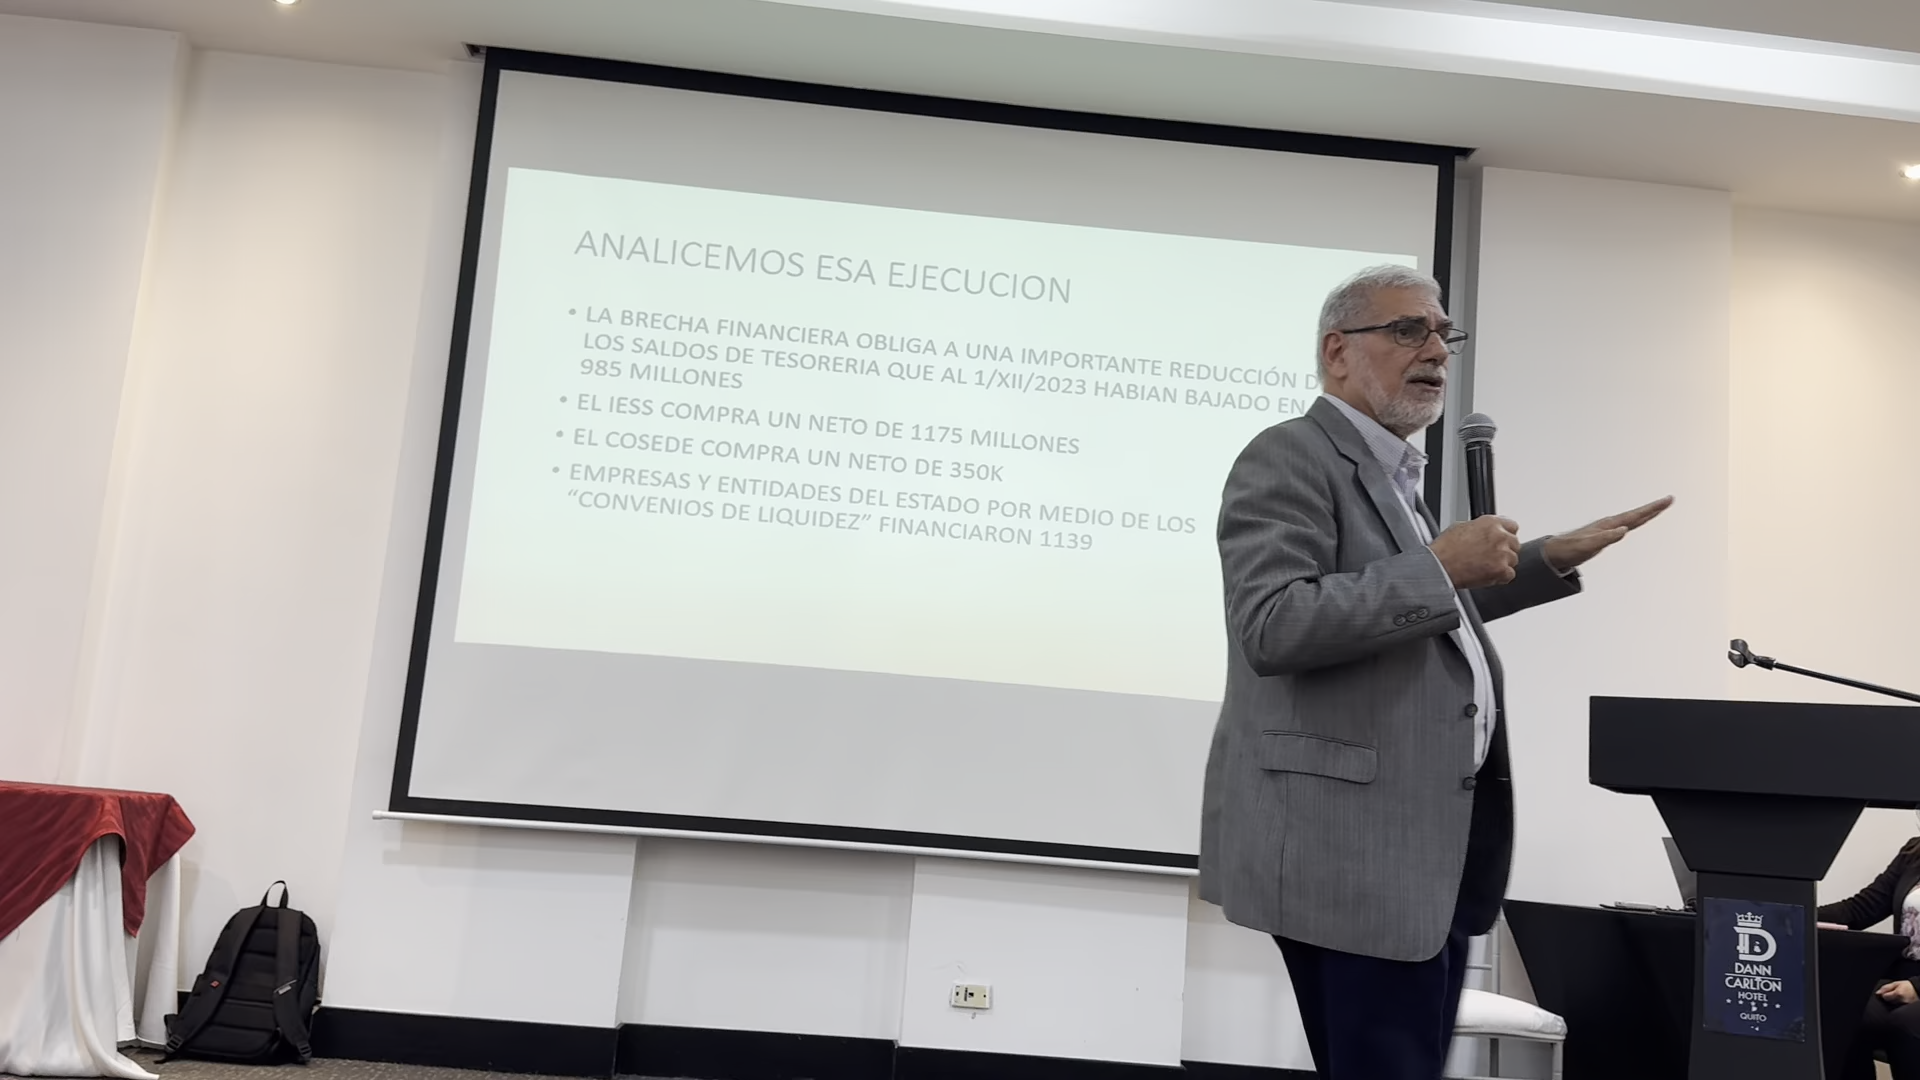 ANALICEMOS ESA EJECUCION
• LA BRECHA FINANCIERA OBLIGA A UNA IMPORTANTE REDUCCIÓN D
LOS SALDOS DE TESORERIA QUE AL 1/XII/2023 HABIAN BAJADO EN
985 MILLONES
• EL IESS COMPRA UN NETO DE 1175 MILLONES
• EL COSEDE COMPRA UN NETO DE 350K
• EMPRESAS Y ENTIDADES DEL ESTADO POR MEDIO DE LOS
“CONVENIOS DE LIQUIDEZ” FINANCIARON 1139
DANN
CARLTON
HOTEL
QUITO